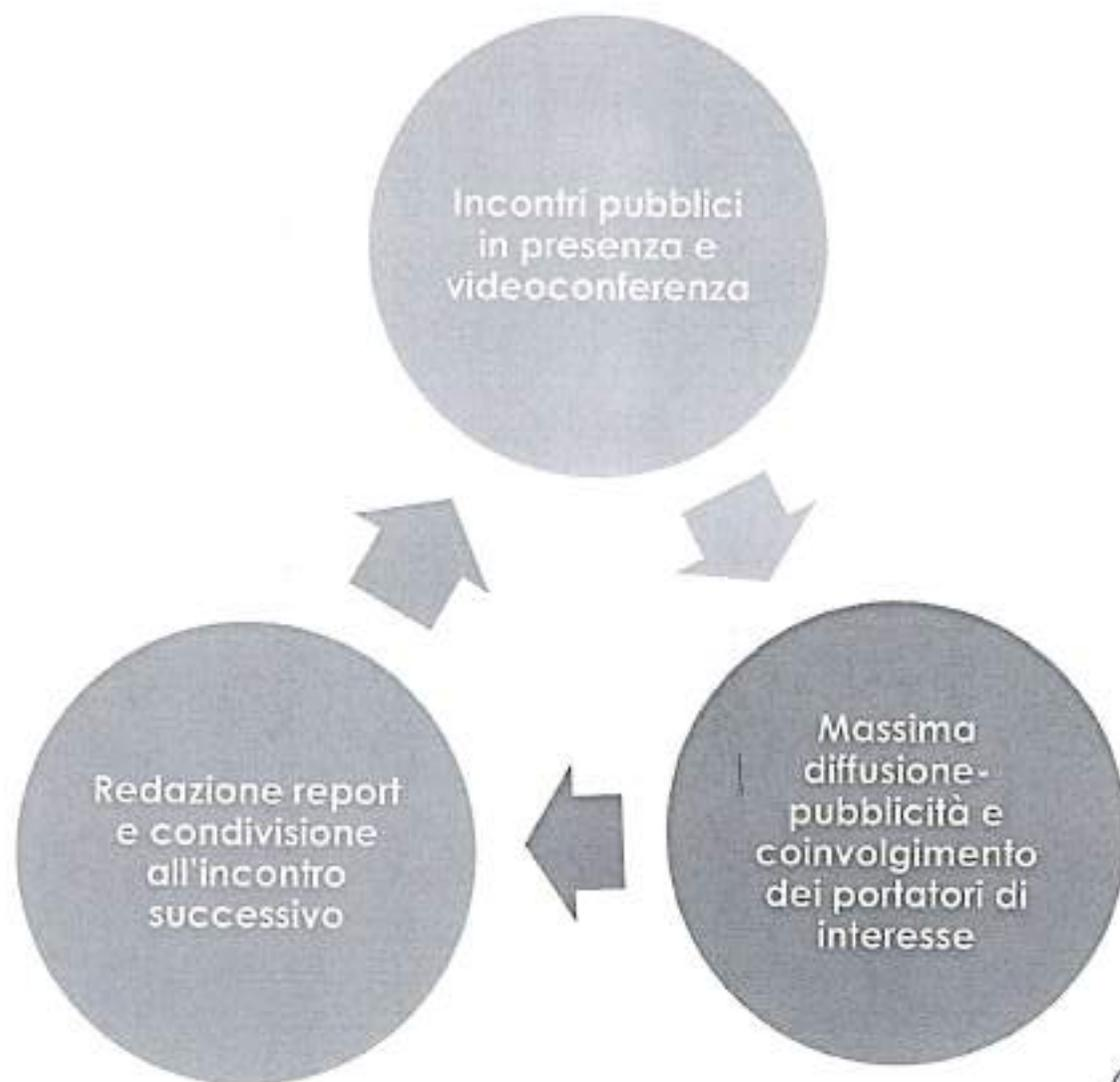 Incontri pubblici
in presenza e
videoconferenza
Massima
diffusione-
pubblicità e
coinvolgimento
dei portatori di
interesse
Redazione report
e condivisione
all'incontro
successivo